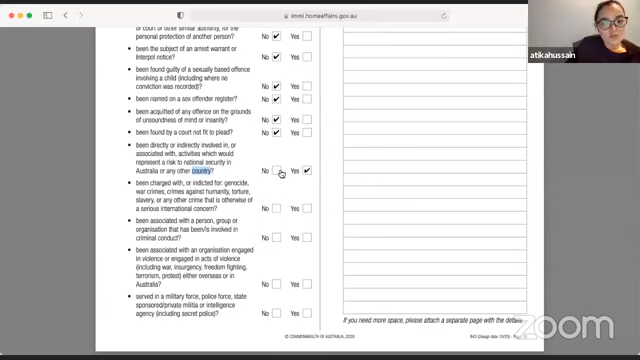 immi.homeaffairs.gov.au
atikahussain
or court or other similar authority, for the
personal protection of another person? No ✔ Yes
• been the subject of an arrest warrant or
Interpol notice? No ✔ Yes
• been found guilty of a sexually based offence
involving a child (including where no
conviction was recorded)? No ✔ Yes
• been named on a sex offender register? No ✔ Yes
• been acquitted of any offence on the grounds
of unsoundness of mind or insanity? No ✔ Yes
• been found by a court not fit to plead? No ✔ Yes
• been directly or indirectly involved in, or
associated with, activities which would
represent a risk to national security in
Australia or any other country? No Yes ✔
• been charged with, or indicted for: genocide,
war crimes, crimes against humanity, torture,
slavery, or any other crime that is otherwise of
a serious international concern? No Yes
• been associated with a person, group or
organisation that has been/is involved in
criminal conduct? No Yes
• been associated with an organisation engaged
in violence or engaged in acts of violence
(including war, insurgency, freedom fighting,
terrorism, protest) either overseas or in
Australia? No Yes
• served in a military force, police force, state
sponsored/private militia or intelligence
agency (including secret police)? No Yes
If you need more space, please attach a separate page with the details.
© COMMONWEALTH OF AUSTRALIA, 2020
zoom